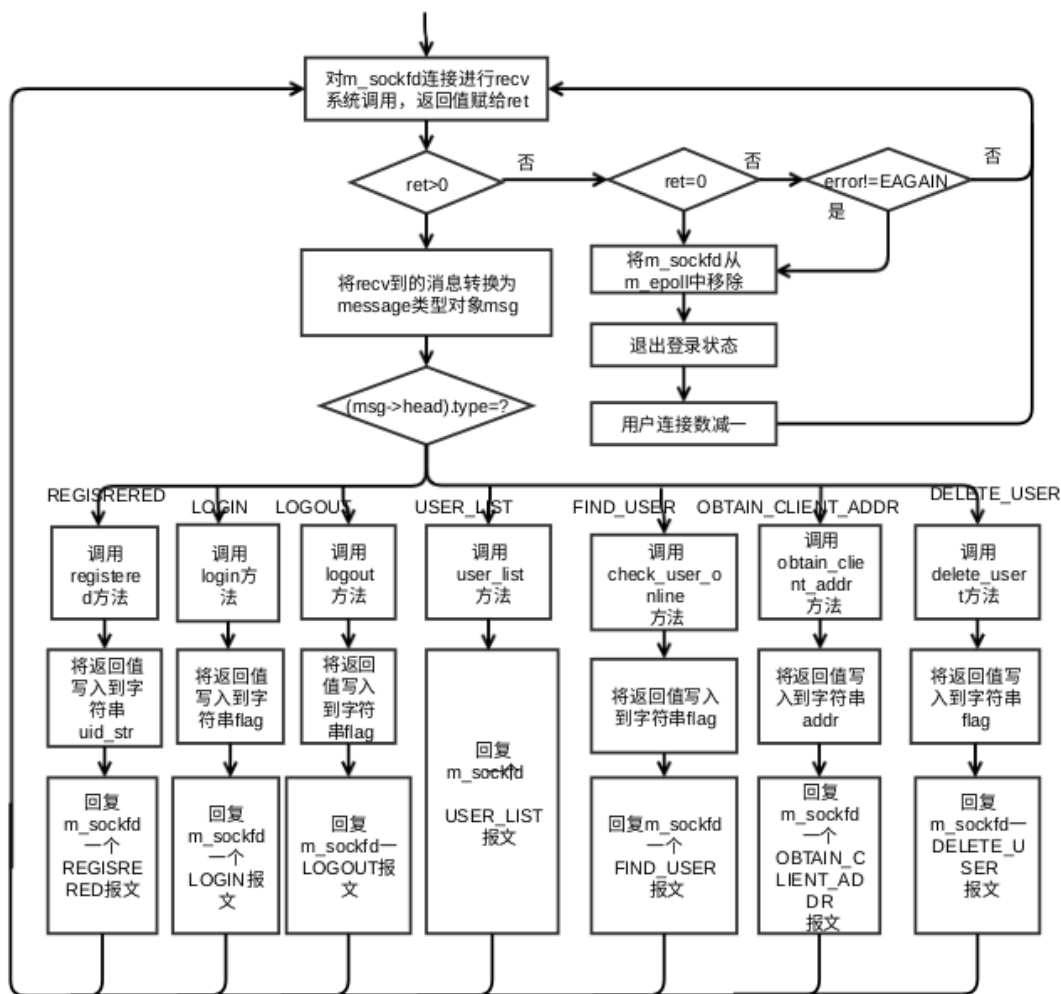 对m_sockfd连接进行recv
系统调用，返回值赋给ret
ret>0
否
ret=0
否
error!=EAGAIN
否
是
将recv到的消息转换为
message类型对象msg
将m_sockfd从
m_epoll中移除
退出登录状态
用户连接数减一
(msg->head).type=?
REGISRERED
LOGIN
LOGOUT
USER_LIST
FIND_USER
OBTAIN_CLIENT_ADDR
DELETE_USER
调用
registere
d方法
调用
login方
法
调用
logout
方法
调用
user_list
方法
调用
check_user_o
nline
方法
调用
obtain_clie
nt_addr
方法
调用
delete_user
t方法
将返回值
写入到字
符串
uid_str
将返回值
写入到字
符串flag
将返回
值写入
到字符
串flag
将返回值写入
到字符串flag
将返回值写
入到字符串
addr
将返回值写
入到字符串
flag
回复
m_sockfd
一个
REGISRE
RED报文
回复
m_sockfd
一个
LOGIN报
文
回复
m_sockfd一
LOGOUT报
文
回复
m_sockfd
USER_LIST
报文
回复m_sockfd
一个
FIND_USER
报文
回复
m_sockfd
一个
OBTAIN_C
LIENT_AD
DR
报文
回复
m_sockfd一
DELETE_U
SER
报文